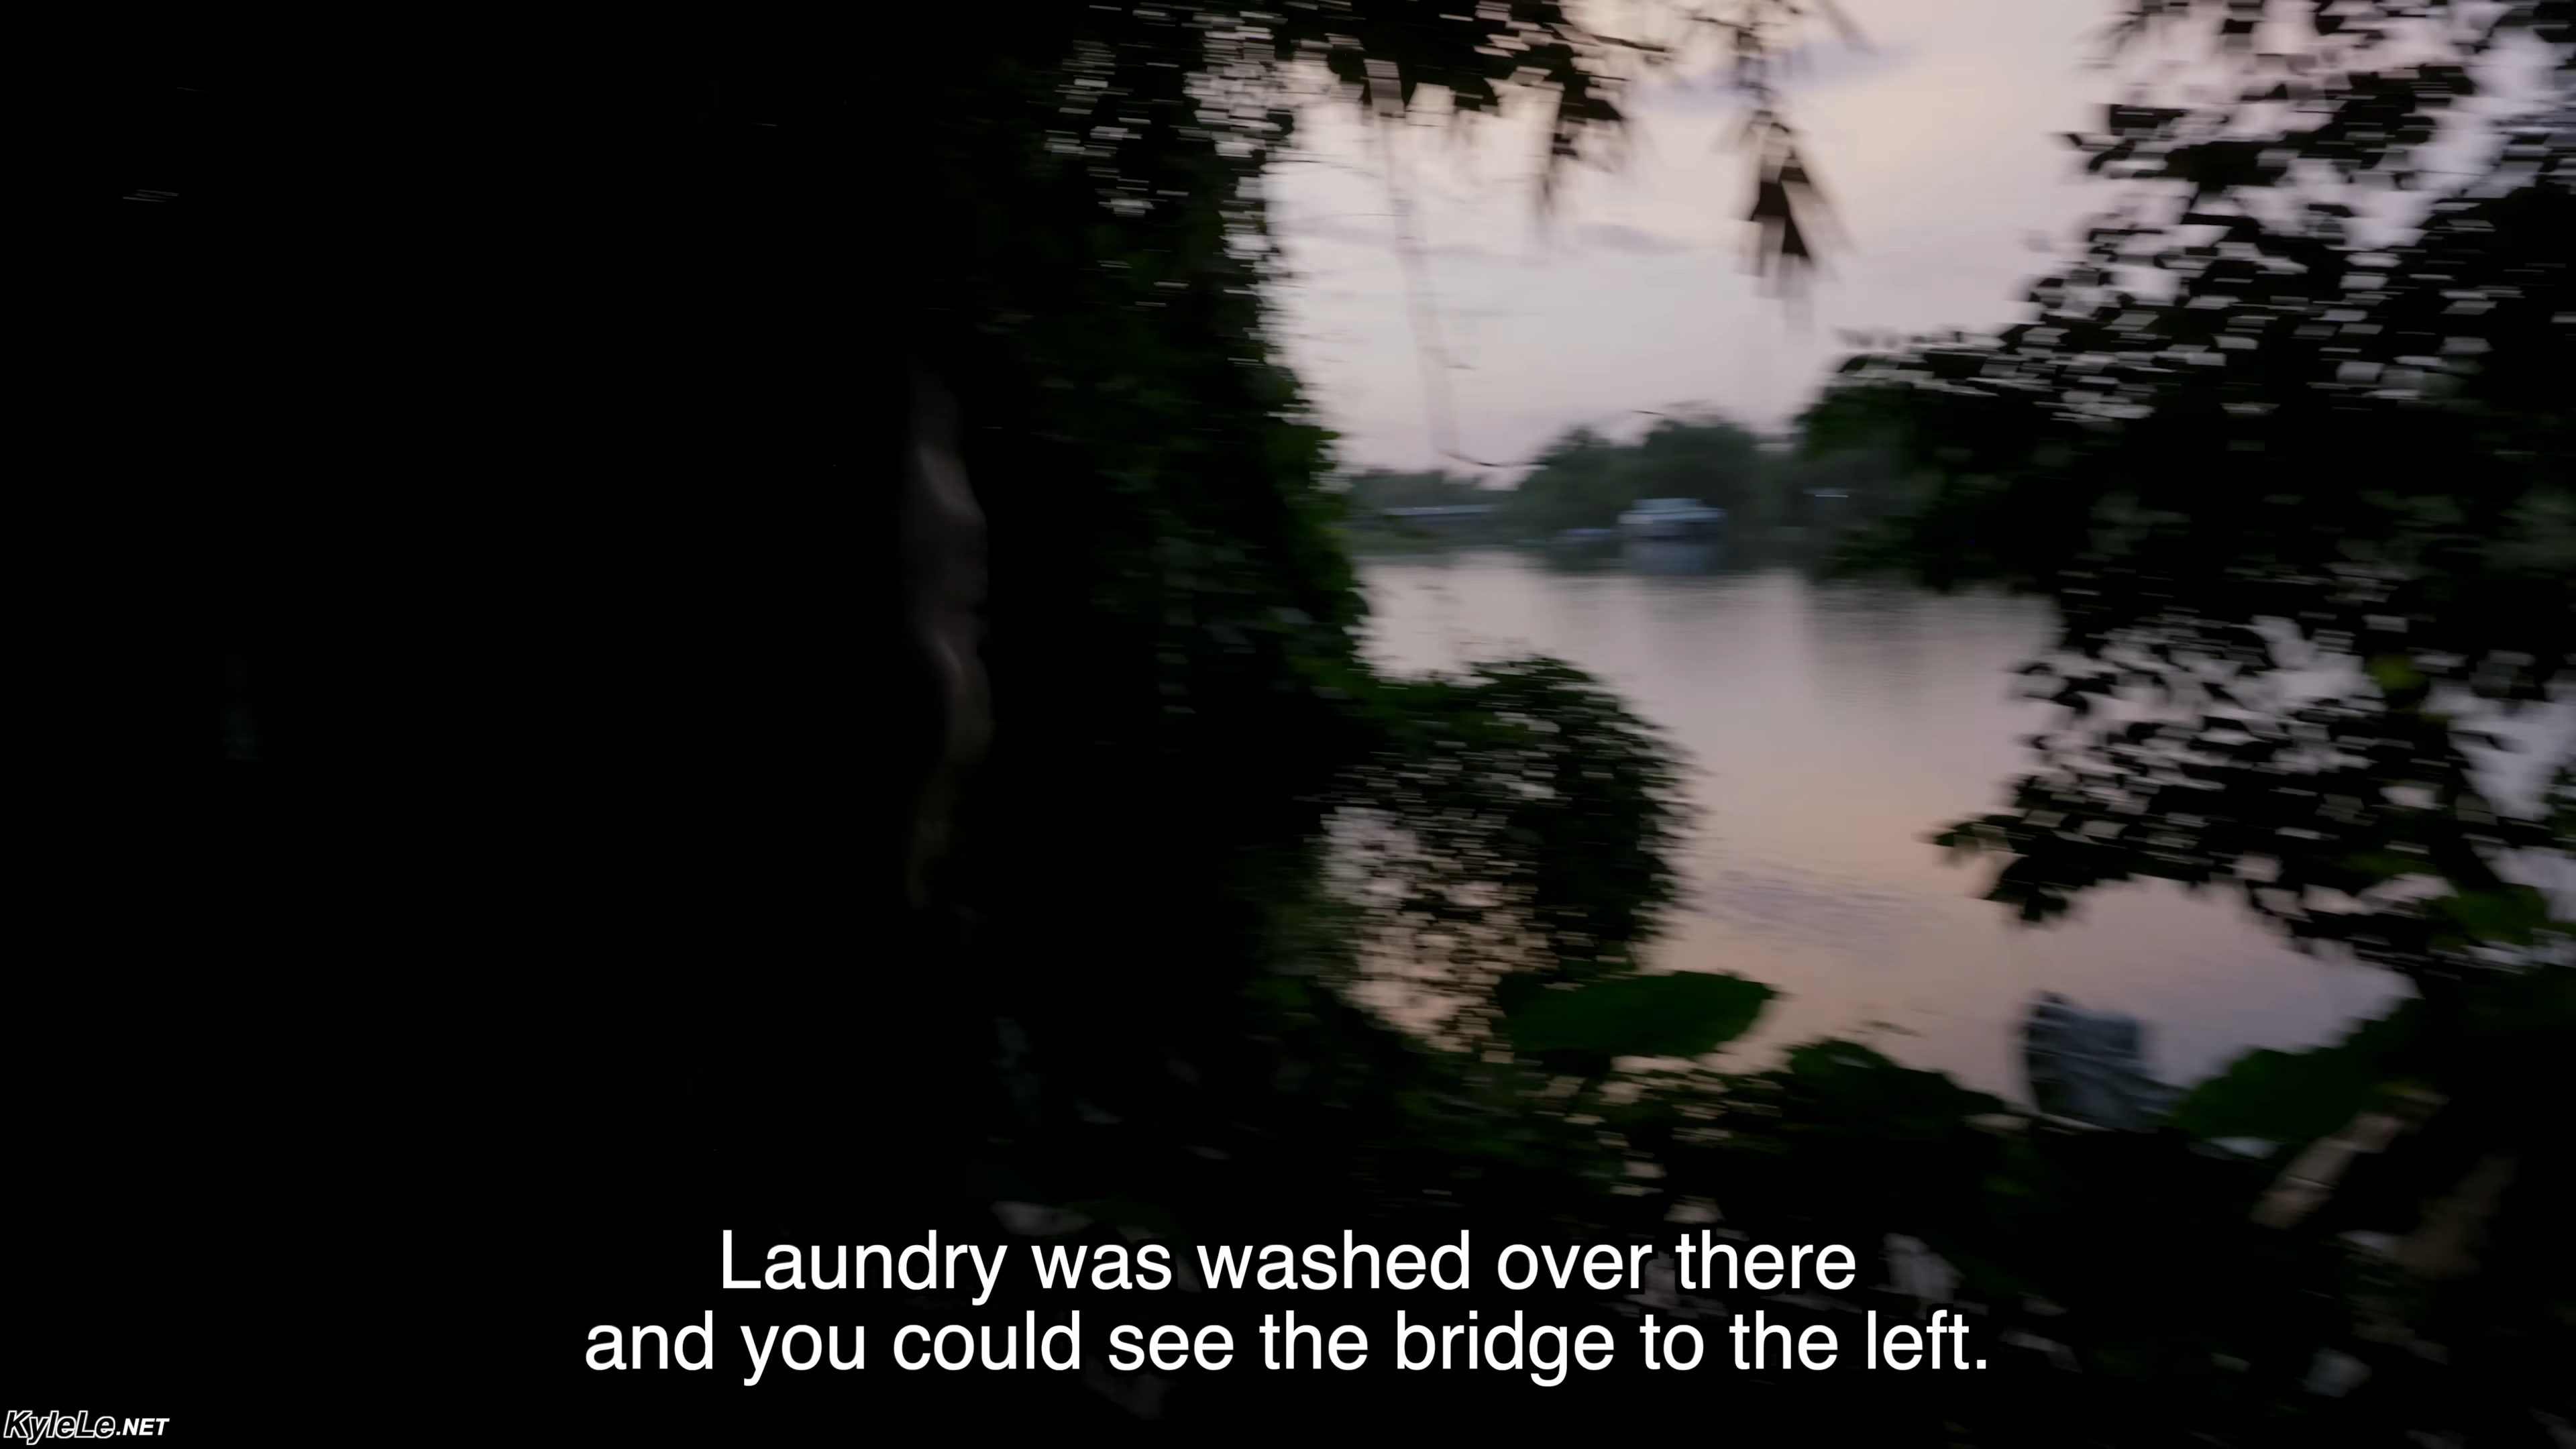 Laundry was washed over there
and you could see the bridge to the left.
KyleLe.NET